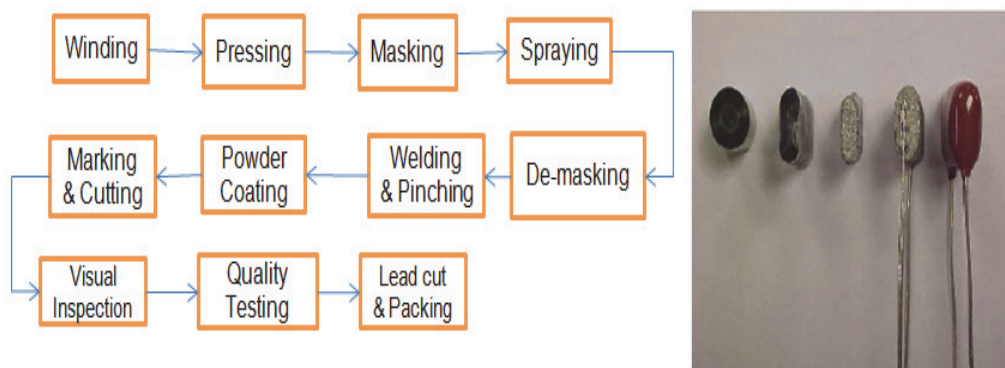 Winding
Pressing
Masking
Spraying
De-masking
Welding
& Pinching
Powder
Coating
Marking
& Cutting
Visual
Inspection
Quality
Testing
Lead cut
& Packing